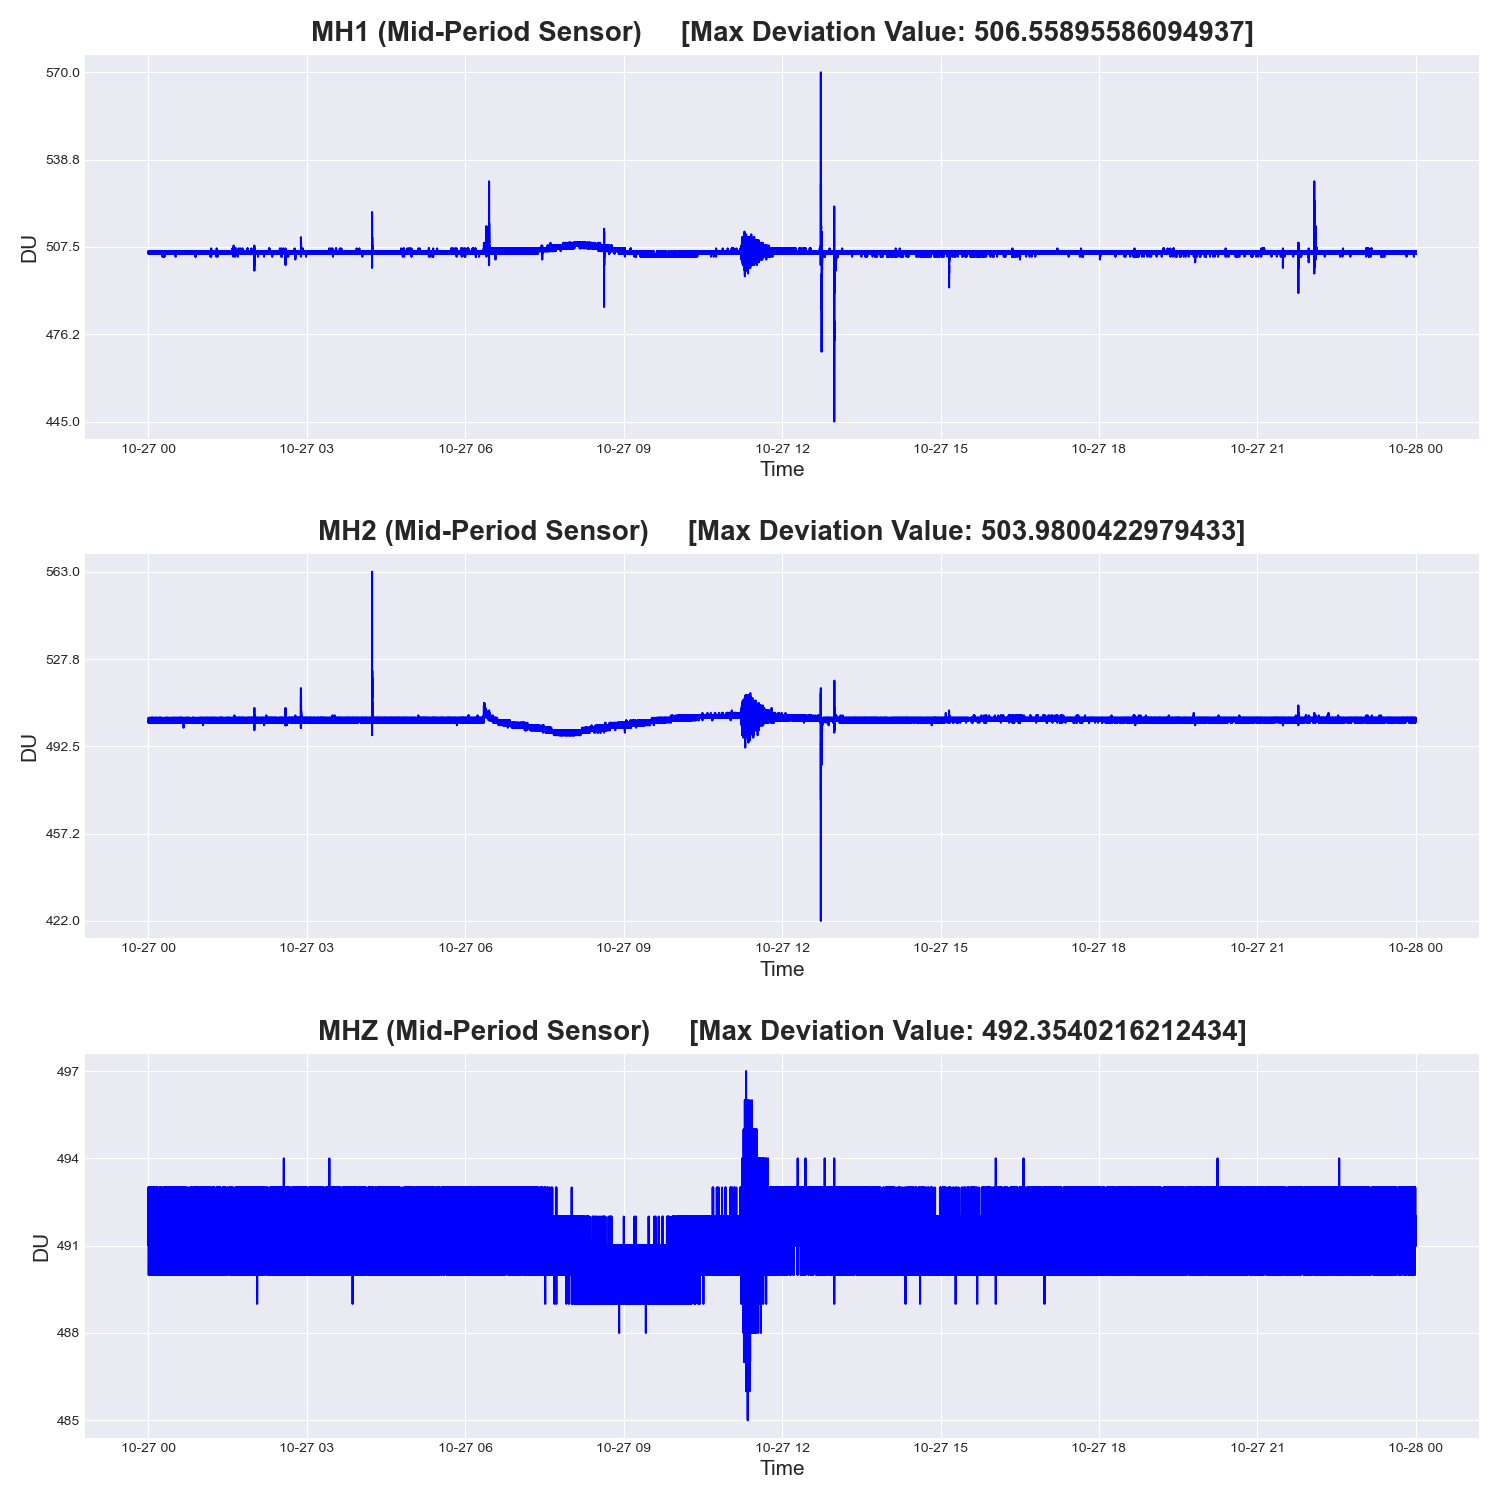 MH1 (Mid-Period Sensor) [Max Deviation Value: 506.55895586094937]
570.0
538.8
507.5
476.2
445.0
DU
10-27 00 10-27 03 10-27 06 10-27 09 10-27 12 10-27 15 10-27 18 10-27 21 10-28 00
Time
MH2 (Mid-Period Sensor) [Max Deviation Value: 503.9800422979433]
563.0
527.8
492.5
457.2
422.0
DU
10-27 00 10-27 03 10-27 06 10-27 09 10-27 12 10-27 15 10-27 18 10-27 21 10-28 00
Time
MHZ (Mid-Period Sensor) [Max Deviation Value: 492.3540216212434]
497
494
491
488
485
DU
10-27 00 10-27 03 10-27 06 10-27 09 10-27 12 10-27 15 10-27 18 10-27 21 10-28 00
Time